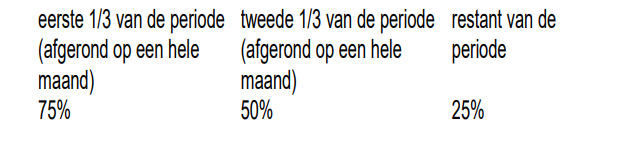 eerste 1/3 van de periode tweede 1/3 van de periode restant van de
(afgerond op een hele (afgerond op een hele periode
maand) maand)
75% 50% 25%